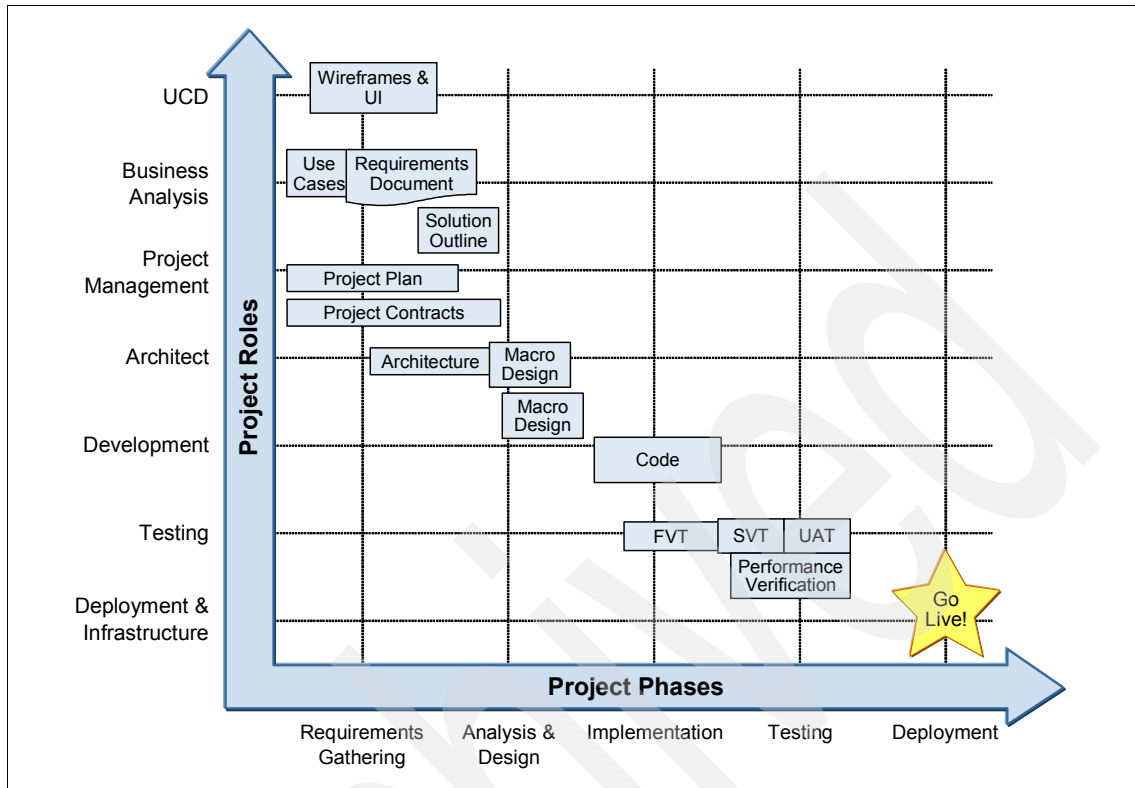 Wireframes &
UI
UCD
Use
Cases
Requirements
Document
Business
Analysis
Solution
Outline
Project
Management
Project Plan
Project Contracts
Architect
Architecture
Macro
Design
Macro
Design
Development
Code
Testing
FVT
SVT
UAT
Performance
Verification
Deployment &
Infrastructure
Go
Live!
Project Roles
Project Phases
Requirements
Gathering
Analysis &
Design
Implementation
Testing
Deployment